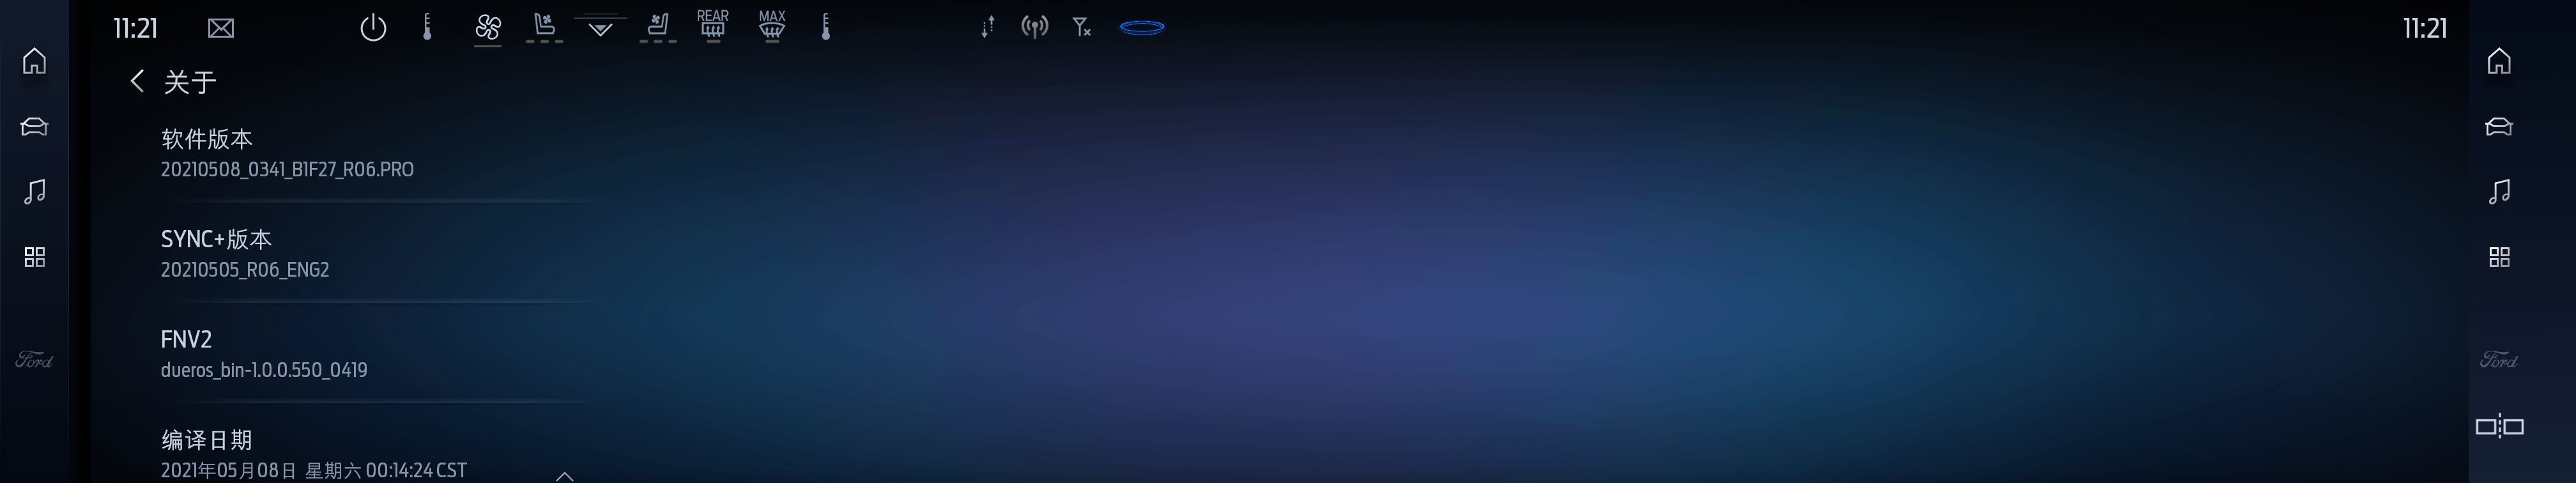 11:21
REAR
MAX
11:21
关于
软件版本
20210508_0341_B1F27_R06.PRO
SYNC+版本
20210505_R06_ENG2
FNV2
dueros_bin-1.0.0.550_0419
编译日期
2021年05月08日 星期六 00:14:24 CST
Ford
Ford